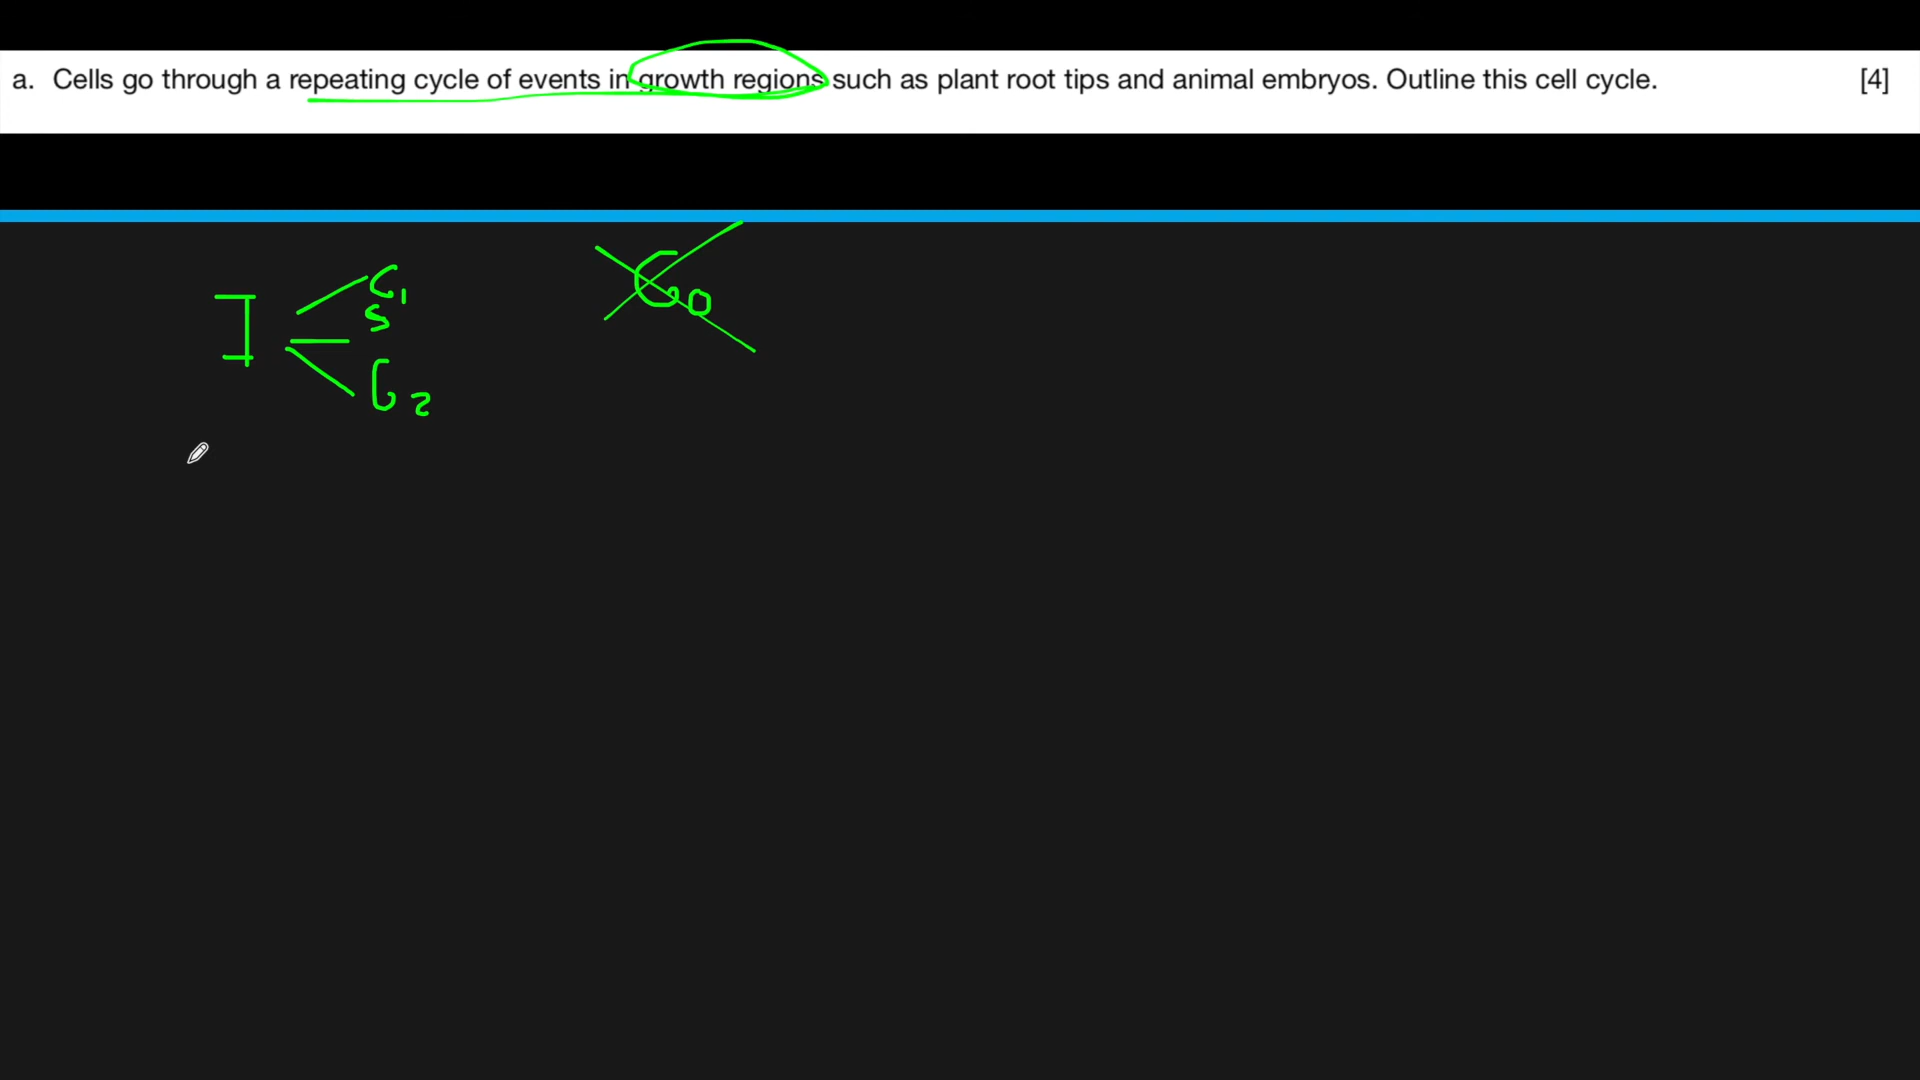 a. Cells go through a repeating cycle of events in growth regions such as plant root tips and animal embryos. Outline this cell cycle. [4]
I
G1
S
G2
G0